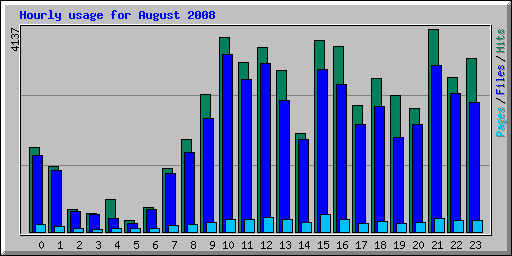 Hourly usage for August 2008
4137
Pages / Files / Hits
0 1 2 3 4 5 6 7 8 9 10 11 12 13 14 15 16 17 18 19 20 21 22 23